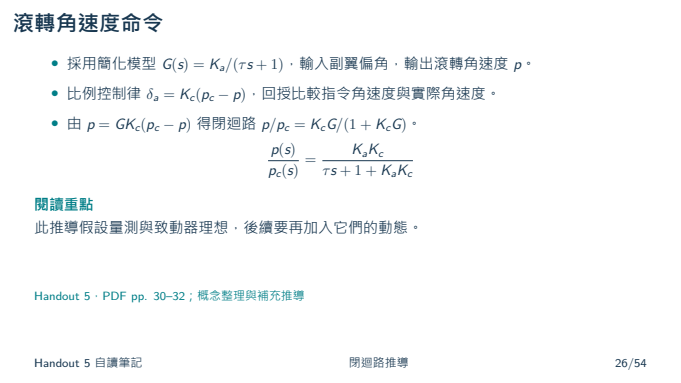 滾轉角速度命令
• 採用簡化模型 G(s) = Kₐ/(τs + 1)，輸入副翼偏角，輸出滾轉角速度 p。
• 比例控制律 δₐ = K_c(p_c − p)，回授比較指令角速度與實際角速度。
• 由 p = GK_c(p_c − p) 得閉迴路 p/p_c = K_cG/(1 + K_cG)。
p(s)/p_c(s) = KₐK_c/(τs + 1 + KₐK_c)
閱讀重點
此推導假設量測與致動器理想，後續要再加入它們的動態。
Handout 5，PDF pp. 30–32；概念整理與補充推導
Handout 5 自讀筆記 閉迴路推導 26/54